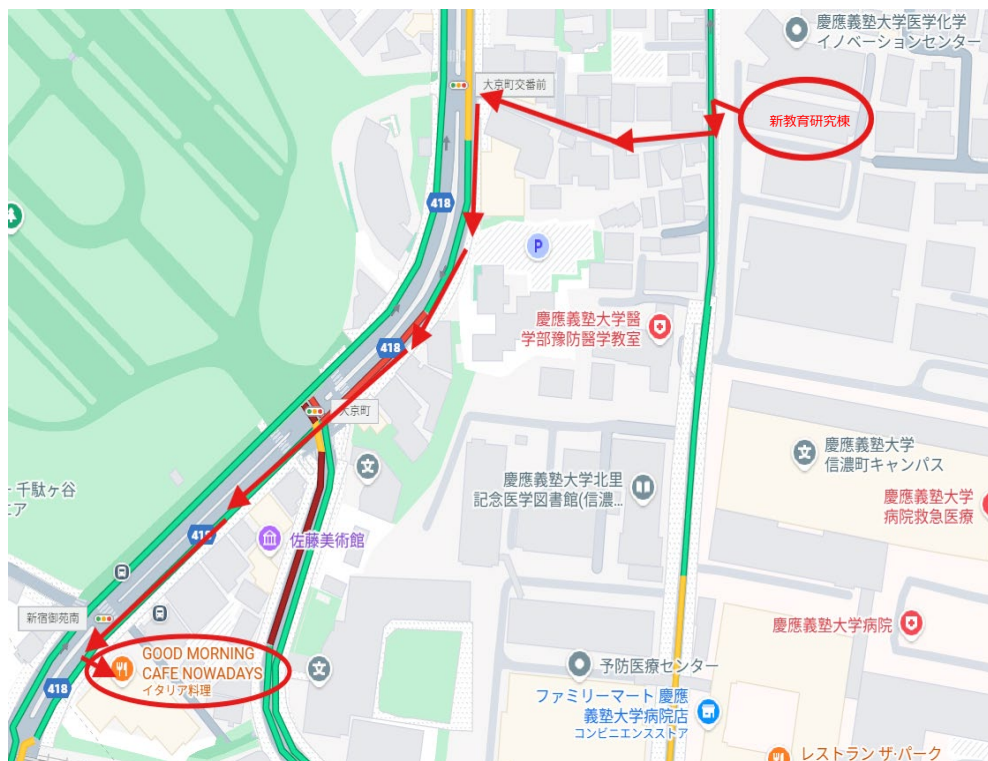 慶應義塾大学医学化学
イノベーションセンター
大京町交番前
新教育研究棟
418
P
慶應義塾大学醫
学部豫防醫学教室
418
大京町
慶應義塾大学
信濃町キャンパス
慶應義塾大学北里
記念医学図書館(信濃...
千駄ヶ谷
ニア
慶應義塾大学
病院救急医療
文
文
418
佐藤美術館
新宿御苑南
慶應義塾大学病院
GOOD MORNING
CAFE NOWADAYS
イタリア料理
文
予防医療センター
418
ファミリーマート 慶應
義塾大学病院店
コンビニエンスストア
レストラン ザ·パーク